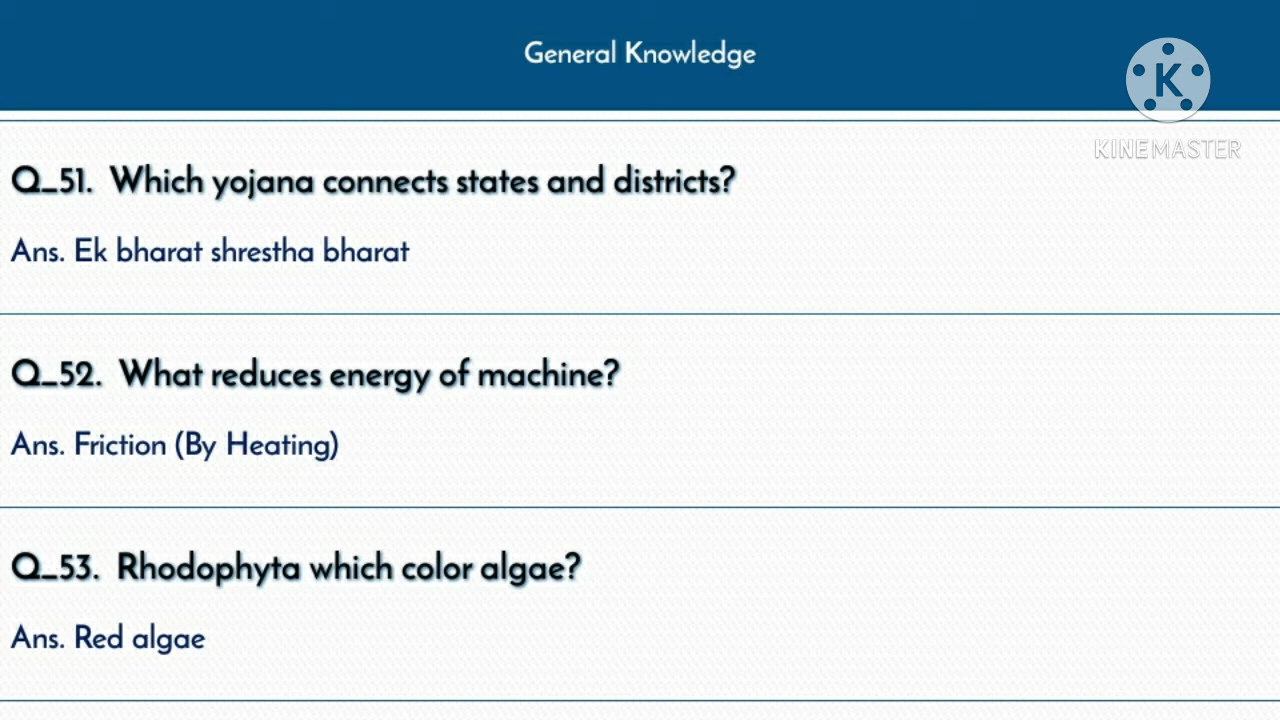 General Knowledge
K
KINEMASTER
Q_51. Which yojana connects states and districts?
Ans. Ek bharat shrestha bharat
Q_52. What reduces energy of machine?
Ans. Friction (By Heating)
Q_53. Rhodophyta which color algae?
Ans. Red algae